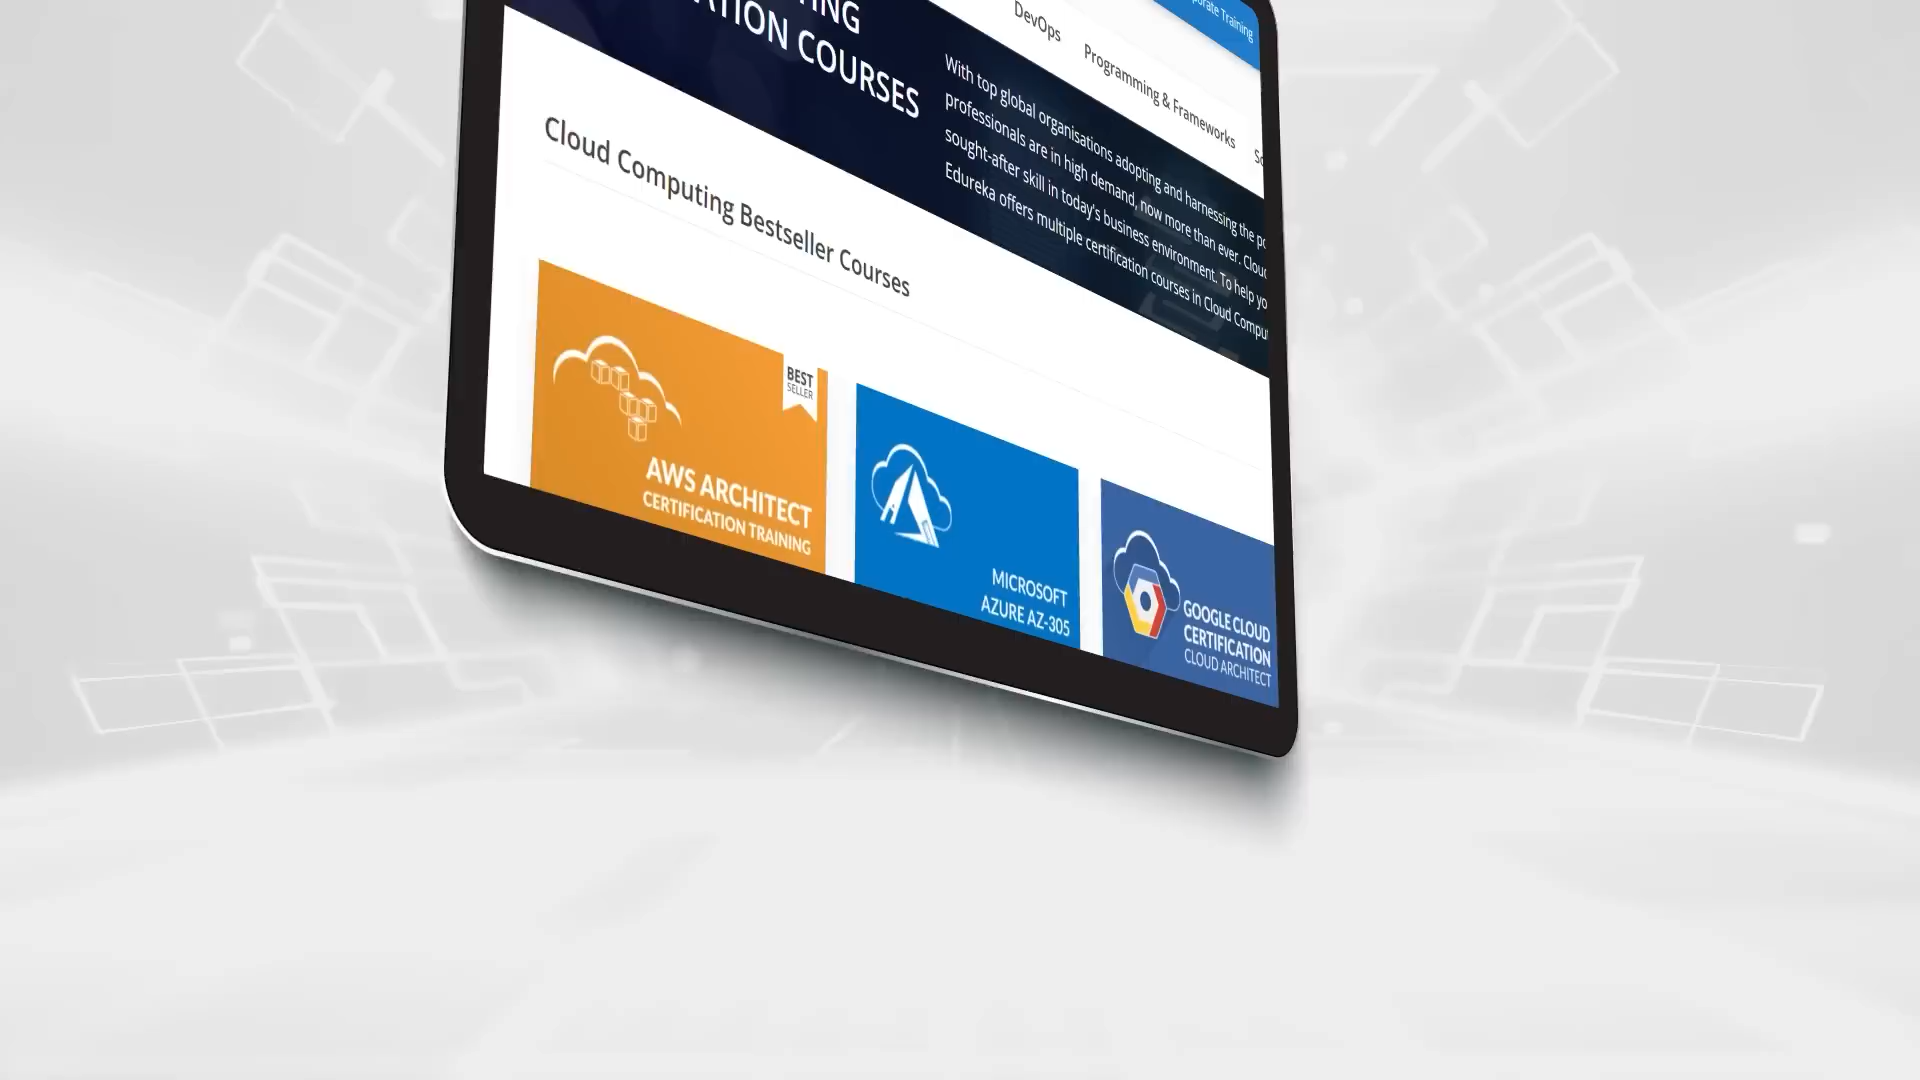 Corporate Training
DevOps
Programming & Frameworks
COURSES
With top global organisations adopting and harnessing the
professionals are in high demand, now more than ever.
sought-after skill in today's business environment. To help
Edureka offers multiple certification courses in Cloud
Cloud Computing Bestseller Courses
BEST
SELLER
AWS ARCHITECT
CERTIFICATION TRAINING
MICROSOFT
AZURE AZ-305
GOOGLE CLOUD
CERTIFICATION
CLOUD ARCHITECT